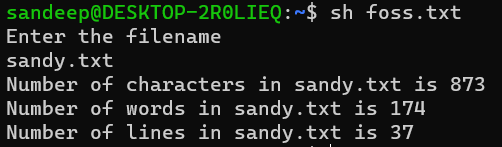 sandeep@DESKTOP-2R0LIEQ:~$ sh foss.txt
Enter the filename
sandy.txt
Number of characters in sandy.txt is 873
Number of words in sandy.txt is 174
Number of lines in sandy.txt is 37